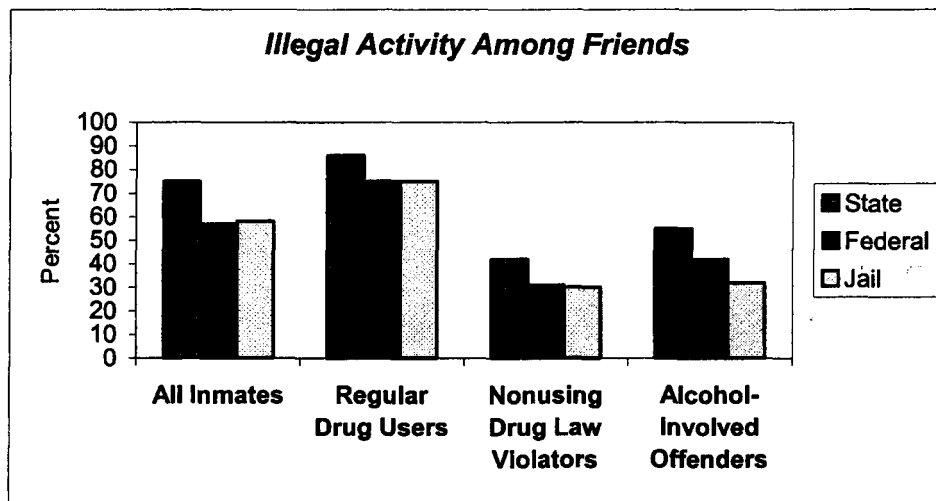 Illegal Activity Among Friends
Percent
100
90
80
70
60
50
40
30
20
10
0
All Inmates
Regular
Drug Users
Nonusing
Drug Law
Violators
Alcohol-
Involved
Offenders
State
Federal
Jail